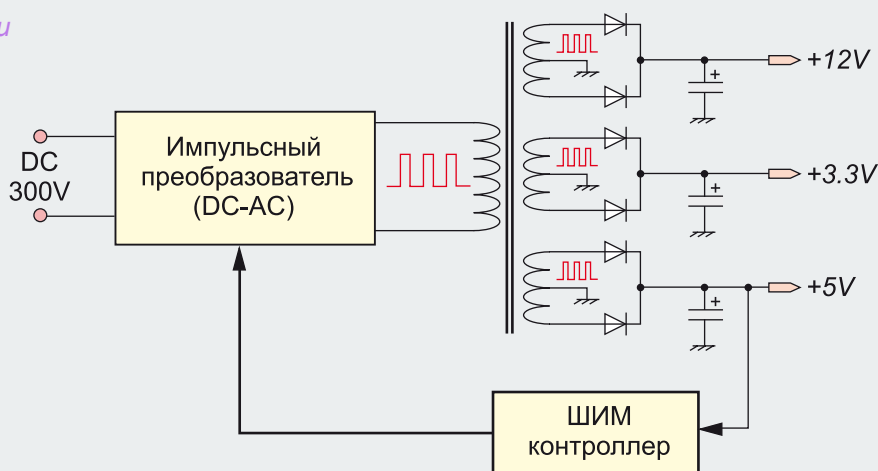 DC
300V
Импульсный
преобразователь
(DC-AC)
+12V
+3.3V
+5V
+
+
+
ШИМ
контроллер